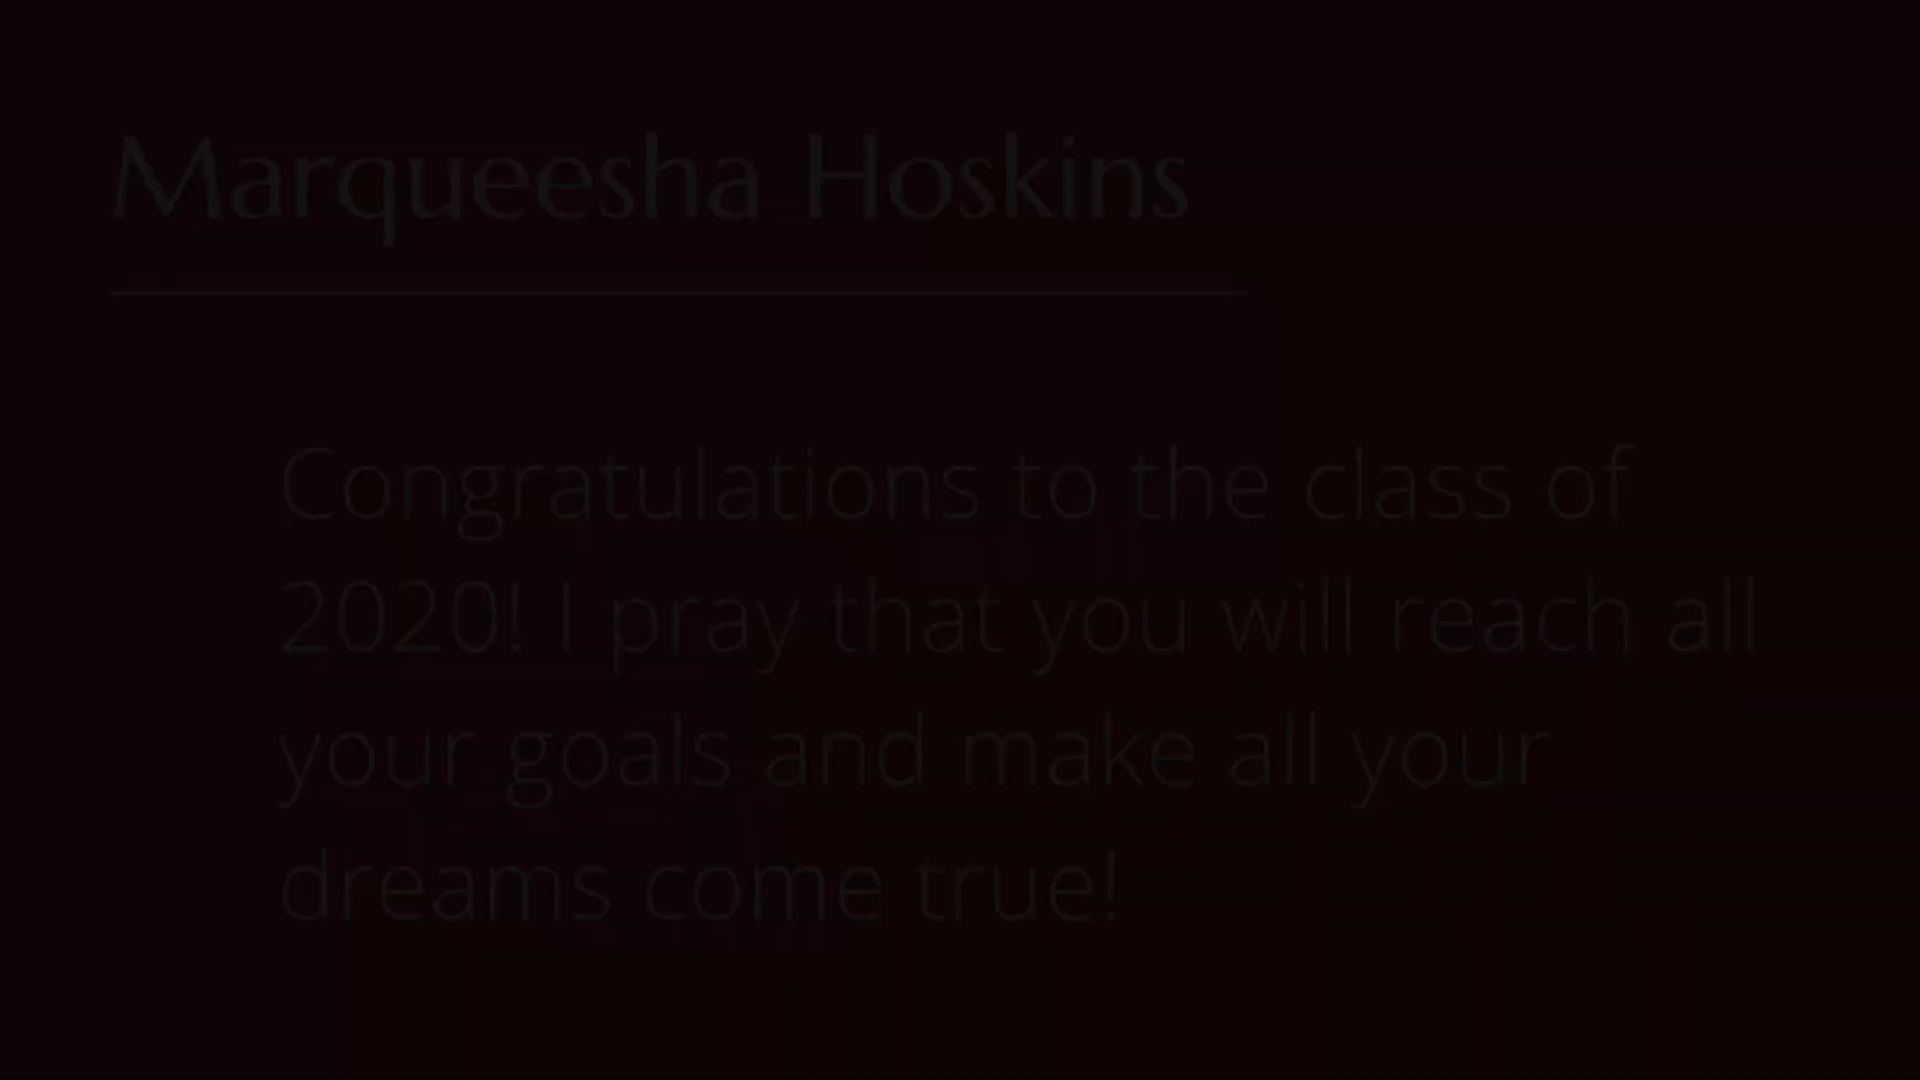 Marqueesha Hoskins
Congratulations to the class of
2020! I pray that you will reach all
your goals and make all your
dreams come true!